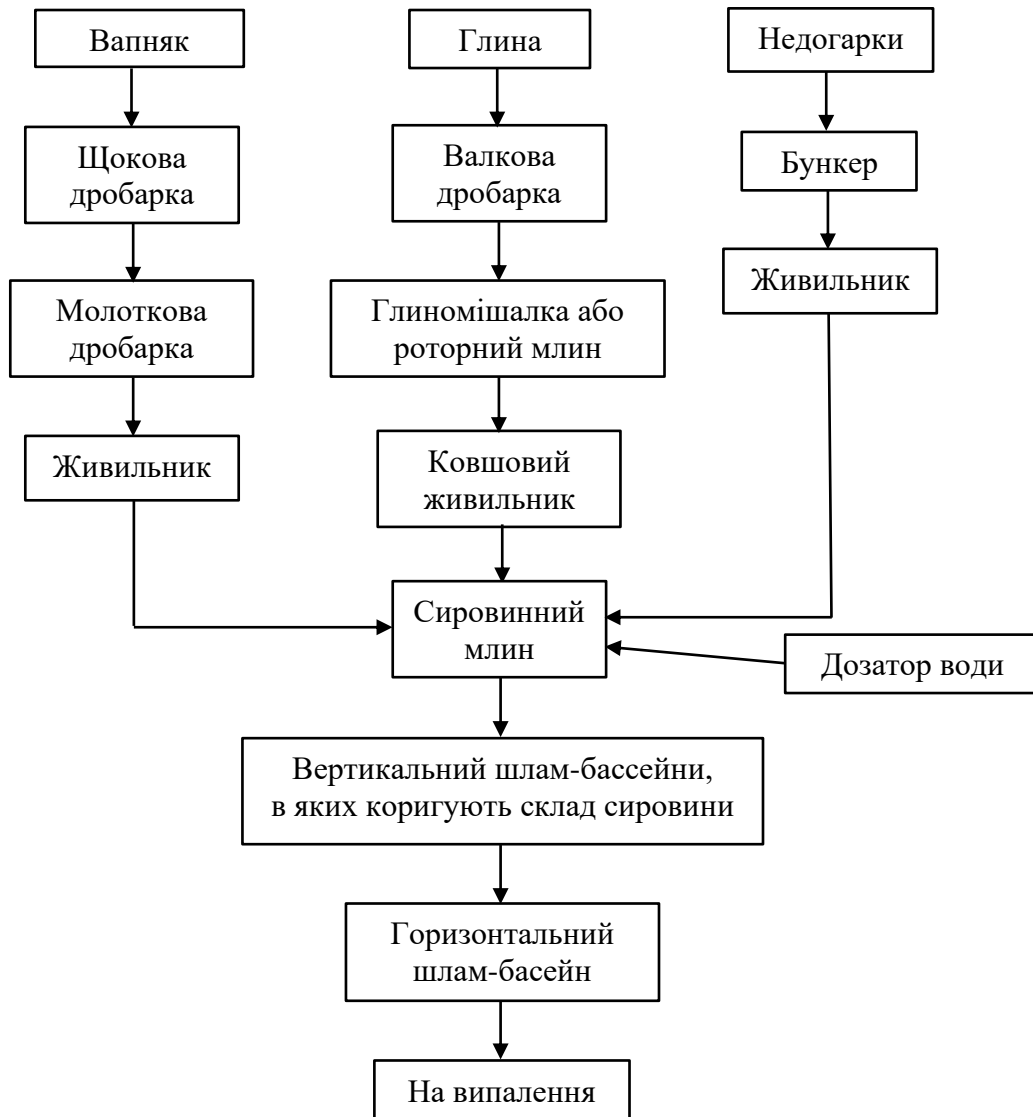 Вапняк
Глина
Недогарки
Щокова
дробарка
Валкова
дробарка
Бункер
Молоткова
дробарка
Глиномішалка або
роторний млин
Живильник
Живильник
Ковшовий
живильник
Сировинний
млин
Дозатор води
Вертикальний шлам-бассейни,
в яких коригують склад сировини
Горизонтальний
шлам-басейн
На випалення